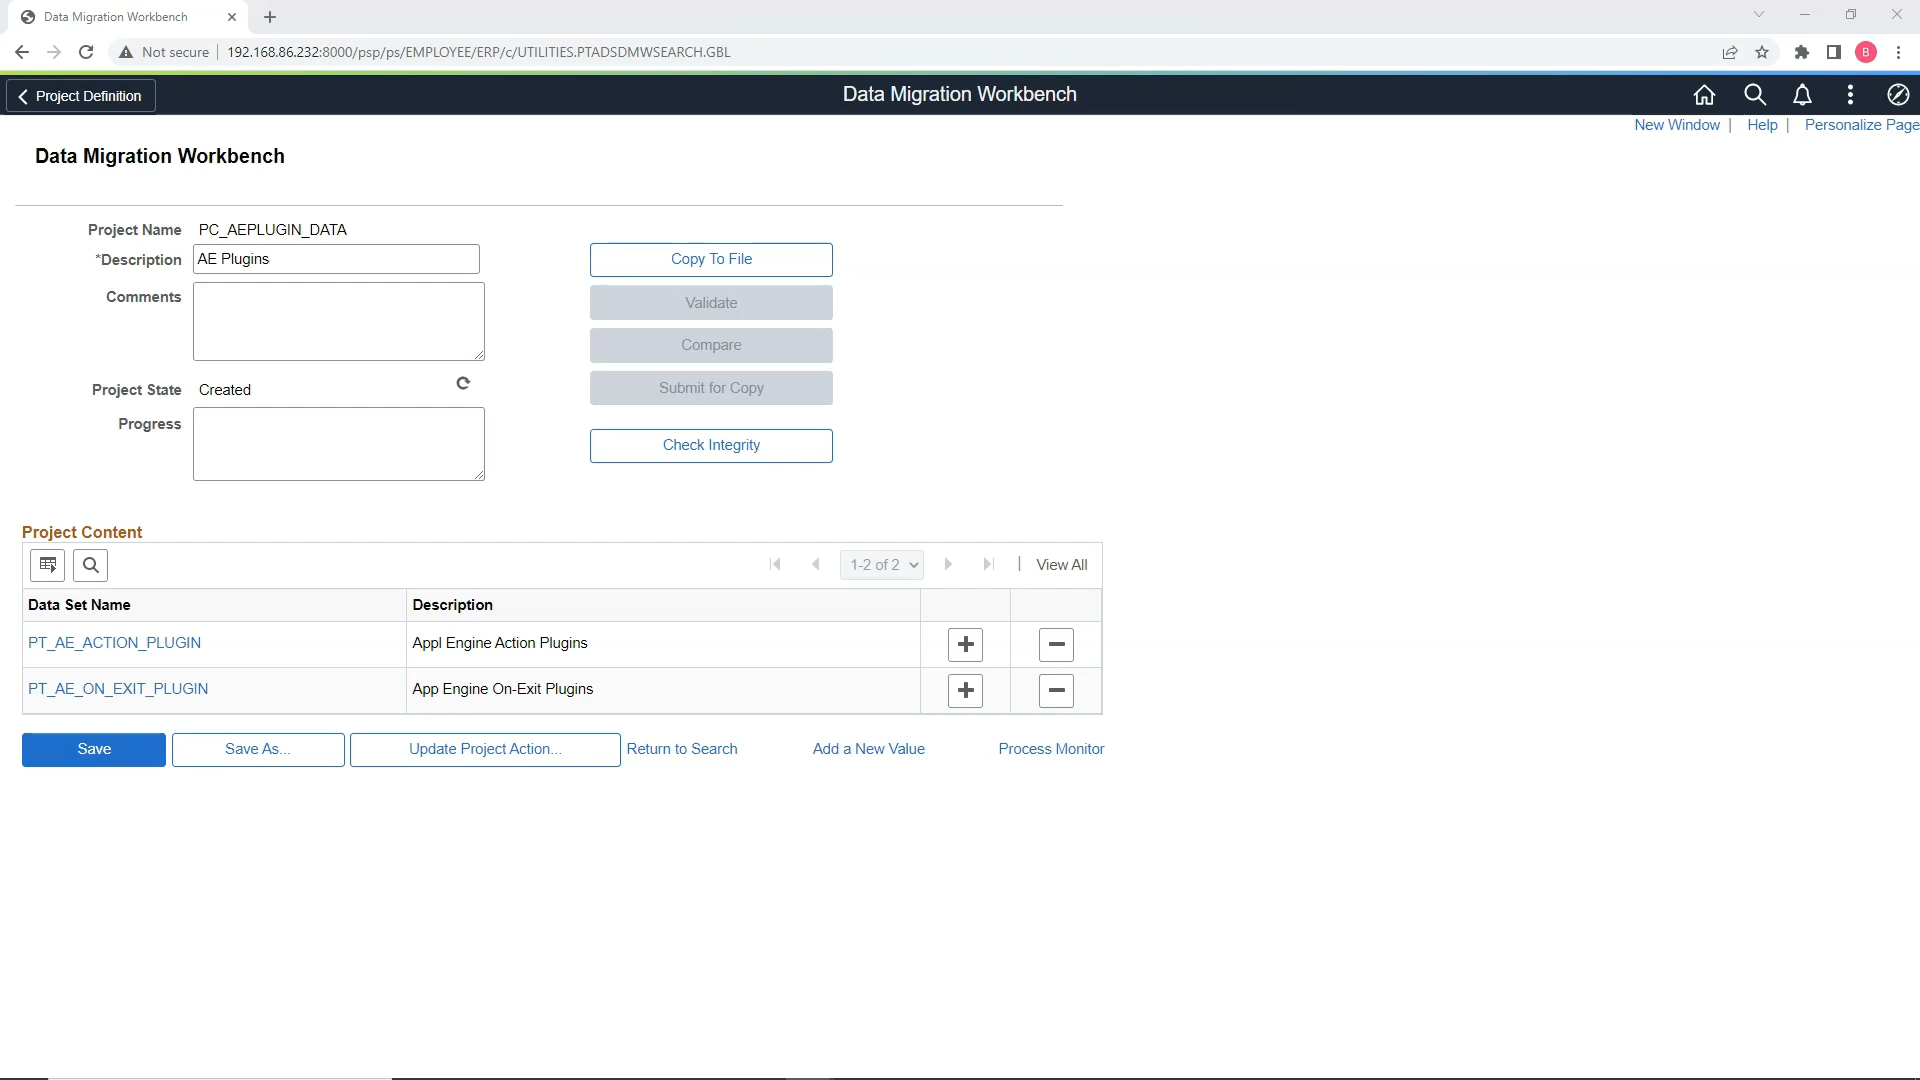 Data Migration Workbench
Not secure
192.168.86.232:8000/psp/ps/EMPLOYEE/ERP/c/UTILITIES.PTADSDMWSEARCH.GBL
B
Project Definition
Data Migration Workbench
New Window | Help | Personalize Page
Data Migration Workbench
Project Name PC_AEPLUGIN_DATA
*Description AE Plugins
Comments
Project State Created
Progress
Copy To File
Validate
Compare
Submit for Copy
Check Integrity
Project Content
1-2 of 2 | View All
Data Set Name Description
PT_AE_ACTION_PLUGIN Appl Engine Action Plugins
PT_AE_ON_EXIT_PLUGIN App Engine On-Exit Plugins
Save Save As... Update Project Action... Return to Search Add a New Value Process Monitor